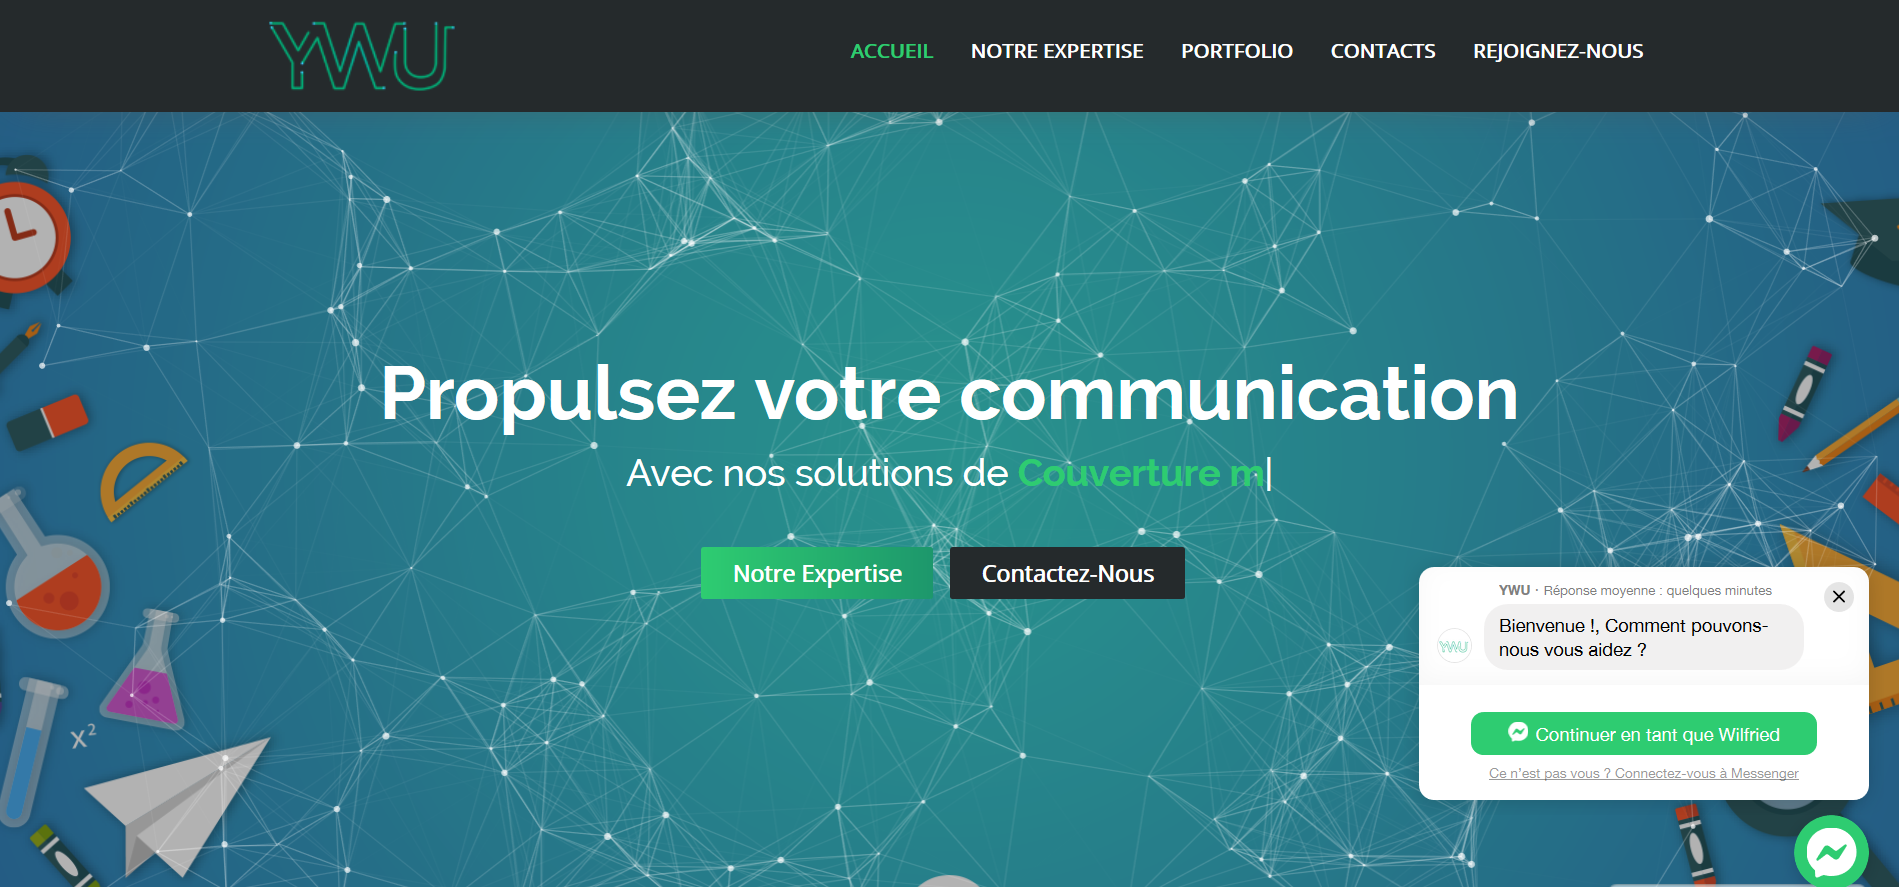 YWU
ACCUEIL NOTRE EXPERTISE PORTFOLIO CONTACTS REJOIGNEZ-NOUS
Propulsez votre communication
Avec nos solutions de Couverture m|
Notre Expertise Contactez-Nous
YWU · Réponse moyenne : quelques minutes
Bienvenue !, Comment pouvons-
nous vous aidez ?
YWU
Continuer en tant que Wilfried
Ce n'est pas vous ? Connectez-vous à Messenger
x²